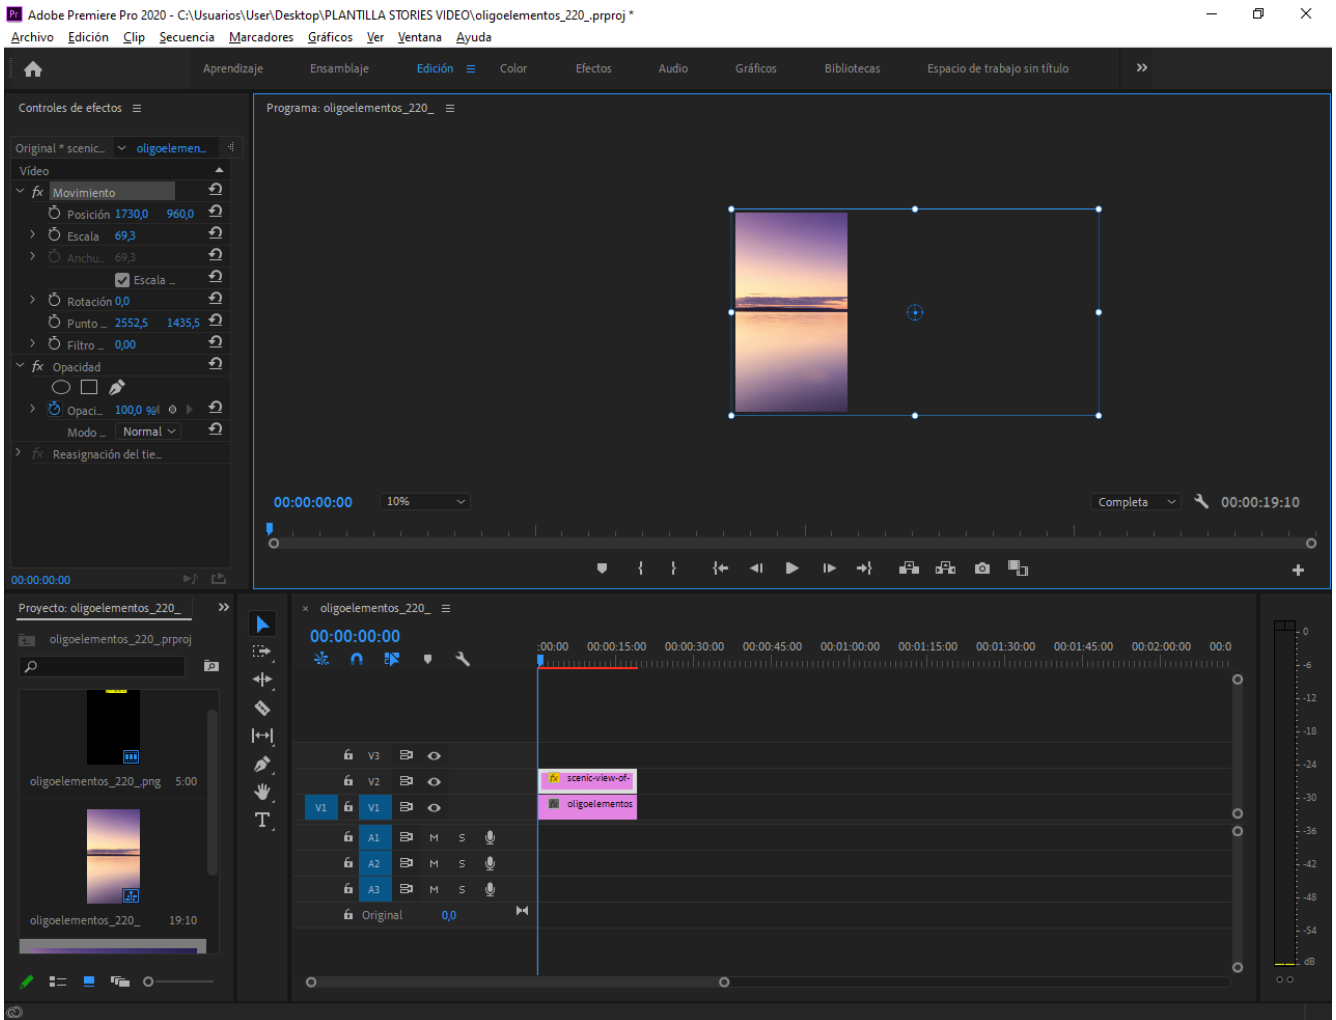 Pr Adobe Premiere Pro 2020 - C:\Usuarios\User\Desktop\PLANTILLA STORIES VIDEO\oligoelementos_220_.prproj *
Archivo Edición Clip Secuencia Marcadores Gráficos Ver Ventana Ayuda
Aprendizaje Ensamblaje Edición Color Efectos Audio Gráficos Bibliotecas Espacio de trabajo sin título
Controles de efectos
Programa: oligoelementos_220_
Original * scenic... oligoelemen...
Vídeo
fx Movimiento
Posición 1730,0 960,0
Escala 69,3
Anchu... 69,3
Escala ...
Rotación 0,0
Punto ... 2552,5 1435,5
Filtro ... 0,00
fx Opacidad
Opaci... 100,0 %
Modo ... Normal
fx Reasignación del tie...
00:00:00:00
00:00:00:00 10% Completa 00:00:19:10
Proyecto: oligoelementos_220_
oligoelementos_220_.prproj
oligoelementos_220_.png 5:00
oligoelementos_220_ 19:10
× oligoelementos_220_
00:00:00:00
:00:00 00:00:15:00 00:00:30:00 00:00:45:00 00:01:00:00 00:01:15:00 00:01:30:00 00:01:45:00 00:02:00:00 00:0
V3
V2 fx scenic-view-of-
V1 V1 fx oligoelementos
A1 M S
A2 M S
A3 M S
Original 0,0
T
0
-6
-12
-18
-24
-30
-36
-42
-48
-54
dB